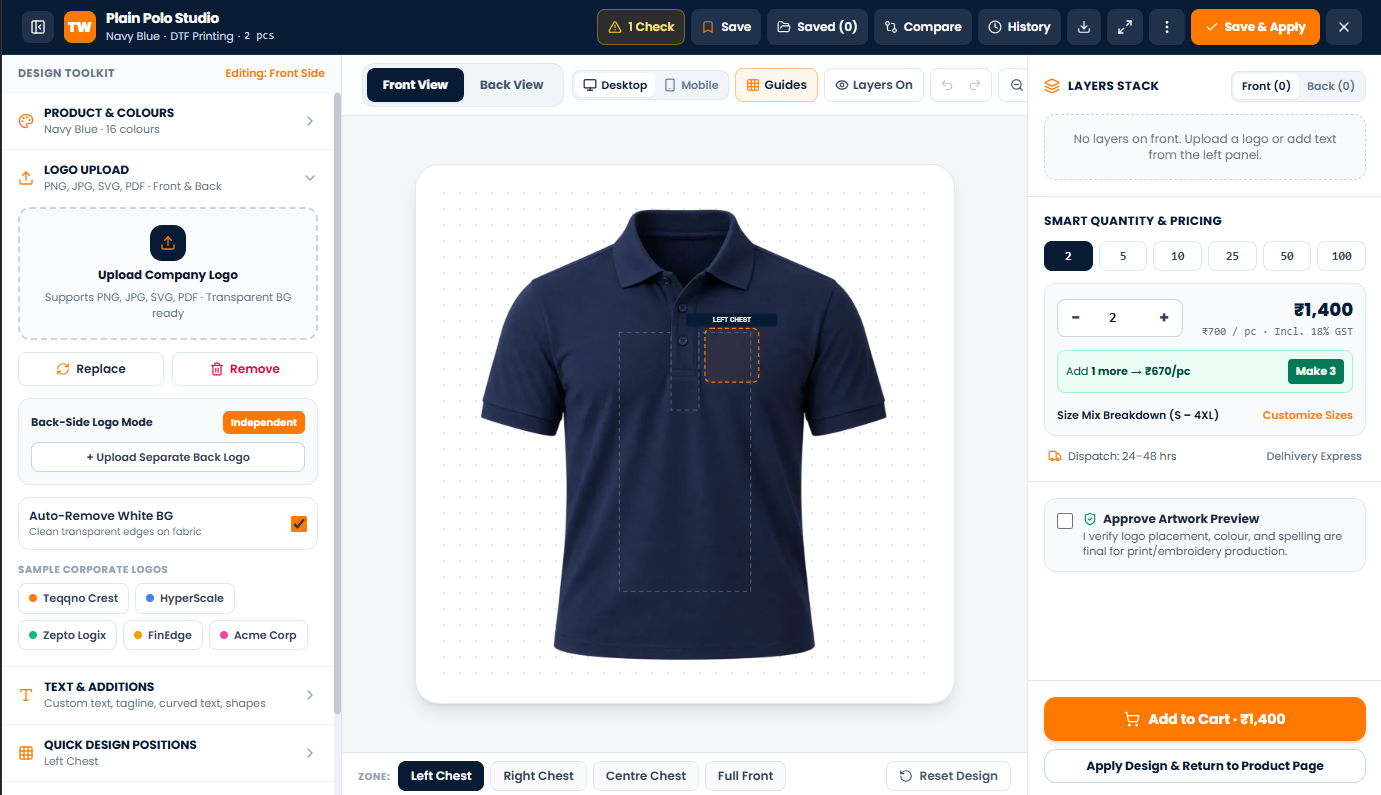 TW
Plain Polo Studio
Navy Blue · DTF Printing · 2 pcs
1 Check
Save
Saved (0)
Compare
History
Save & Apply
DESIGN TOOLKIT
Editing: Front Side
PRODUCT & COLOURS
Navy Blue · 16 colours
LOGO UPLOAD
PNG, JPG, SVG, PDF · Front & Back
Upload Company Logo
Supports PNG, JPG, SVG, PDF · Transparent BG
ready
Replace
Remove
Back-Side Logo Mode
Independent
+ Upload Separate Back Logo
Auto-Remove White BG
Clean transparent edges on fabric
SAMPLE CORPORATE LOGOS
Teqqno Crest
HyperScale
Zepto Logix
FinEdge
Acme Corp
TEXT & ADDITIONS
Custom text, tagline, curved text, shapes
QUICK DESIGN POSITIONS
Left Chest
Front View
Back View
Desktop
Mobile
Guides
Layers On
LEFT CHEST
ZONE:
Left Chest
Right Chest
Centre Chest
Full Front
Reset Design
LAYERS STACK
Front (0)
Back (0)
No layers on front. Upload a logo or add text
from the left panel.
SMART QUANTITY & PRICING
2
5
10
25
50
100
-
2
+
₹1,400
₹700 / pc · Incl. 18% GST
Add 1 more → ₹670/pc
Make 3
Size Mix Breakdown (S – 4XL)
Customize Sizes
Dispatch: 24–48 hrs
Delhivery Express
Approve Artwork Preview
I verify logo placement, colour, and spelling are
final for print/embroidery production.
Add to Cart · ₹1,400
Apply Design & Return to Product Page